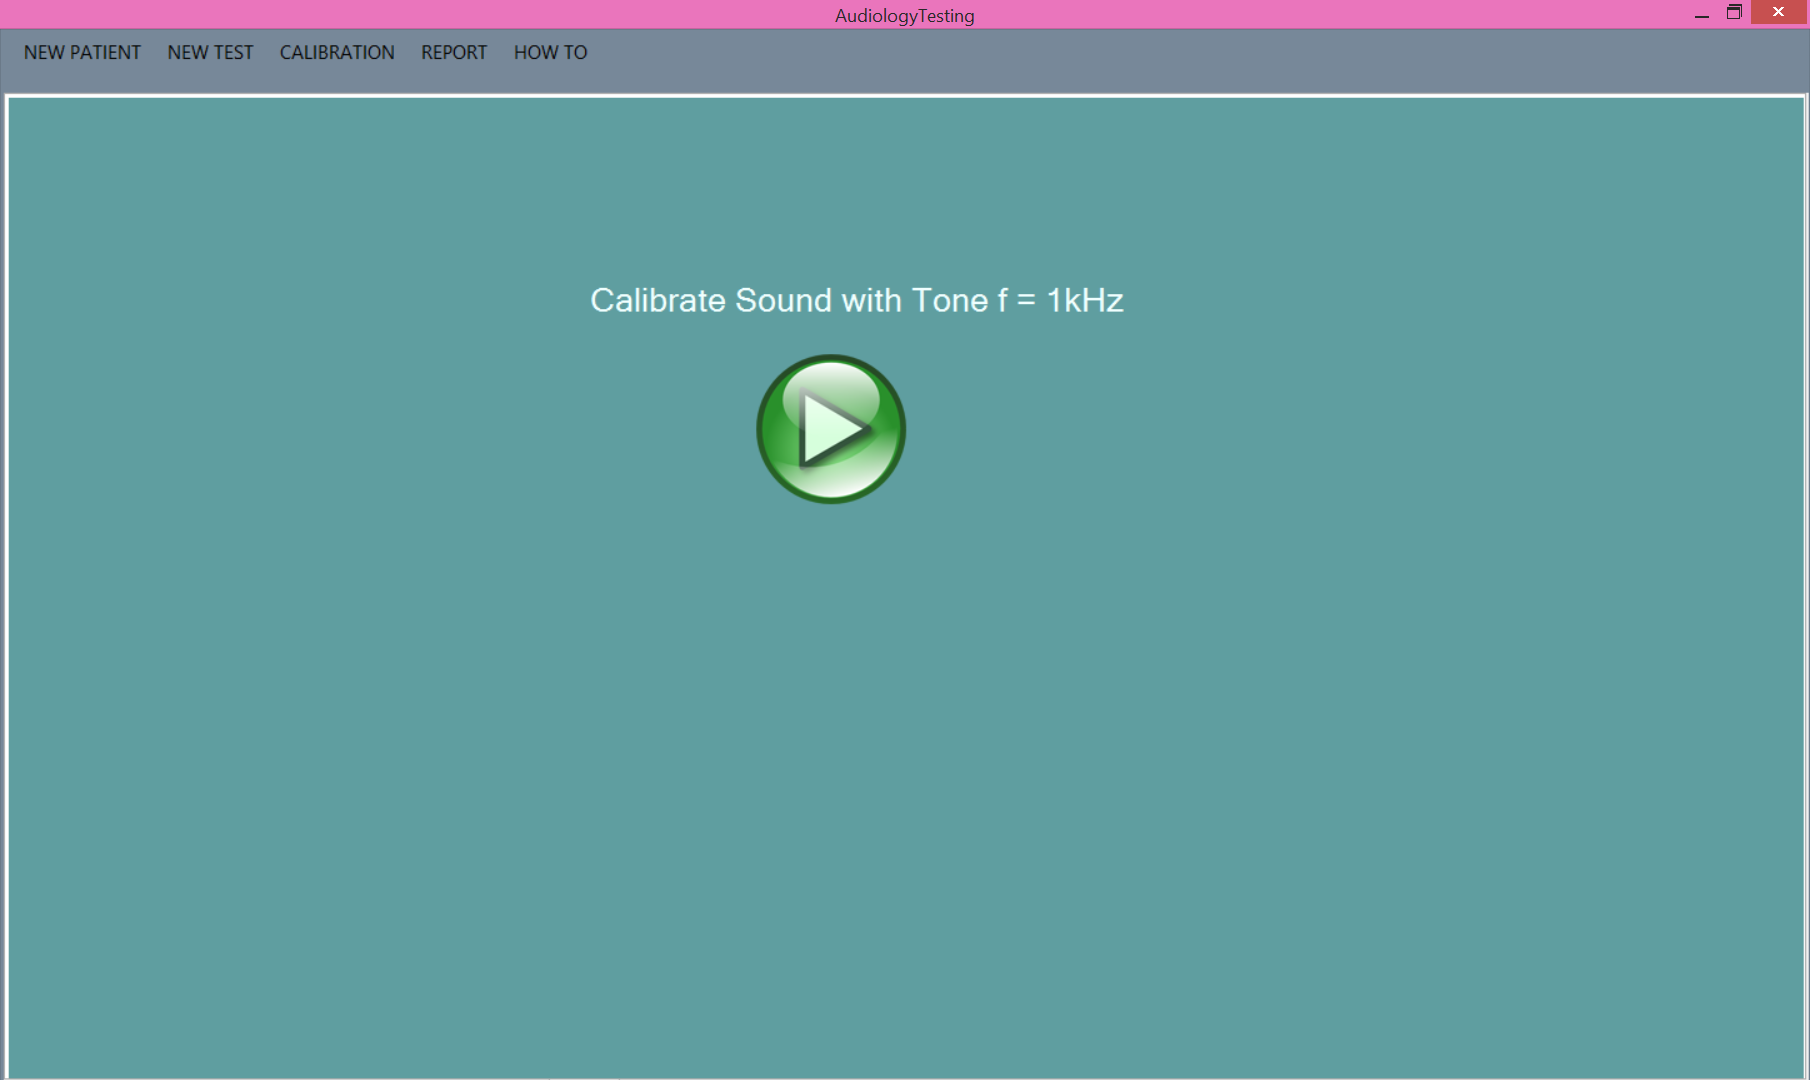 AudiologyTesting
NEW PATIENT NEW TEST CALIBRATION REPORT HOW TO
Calibrate Sound with Tone f = 1kHz